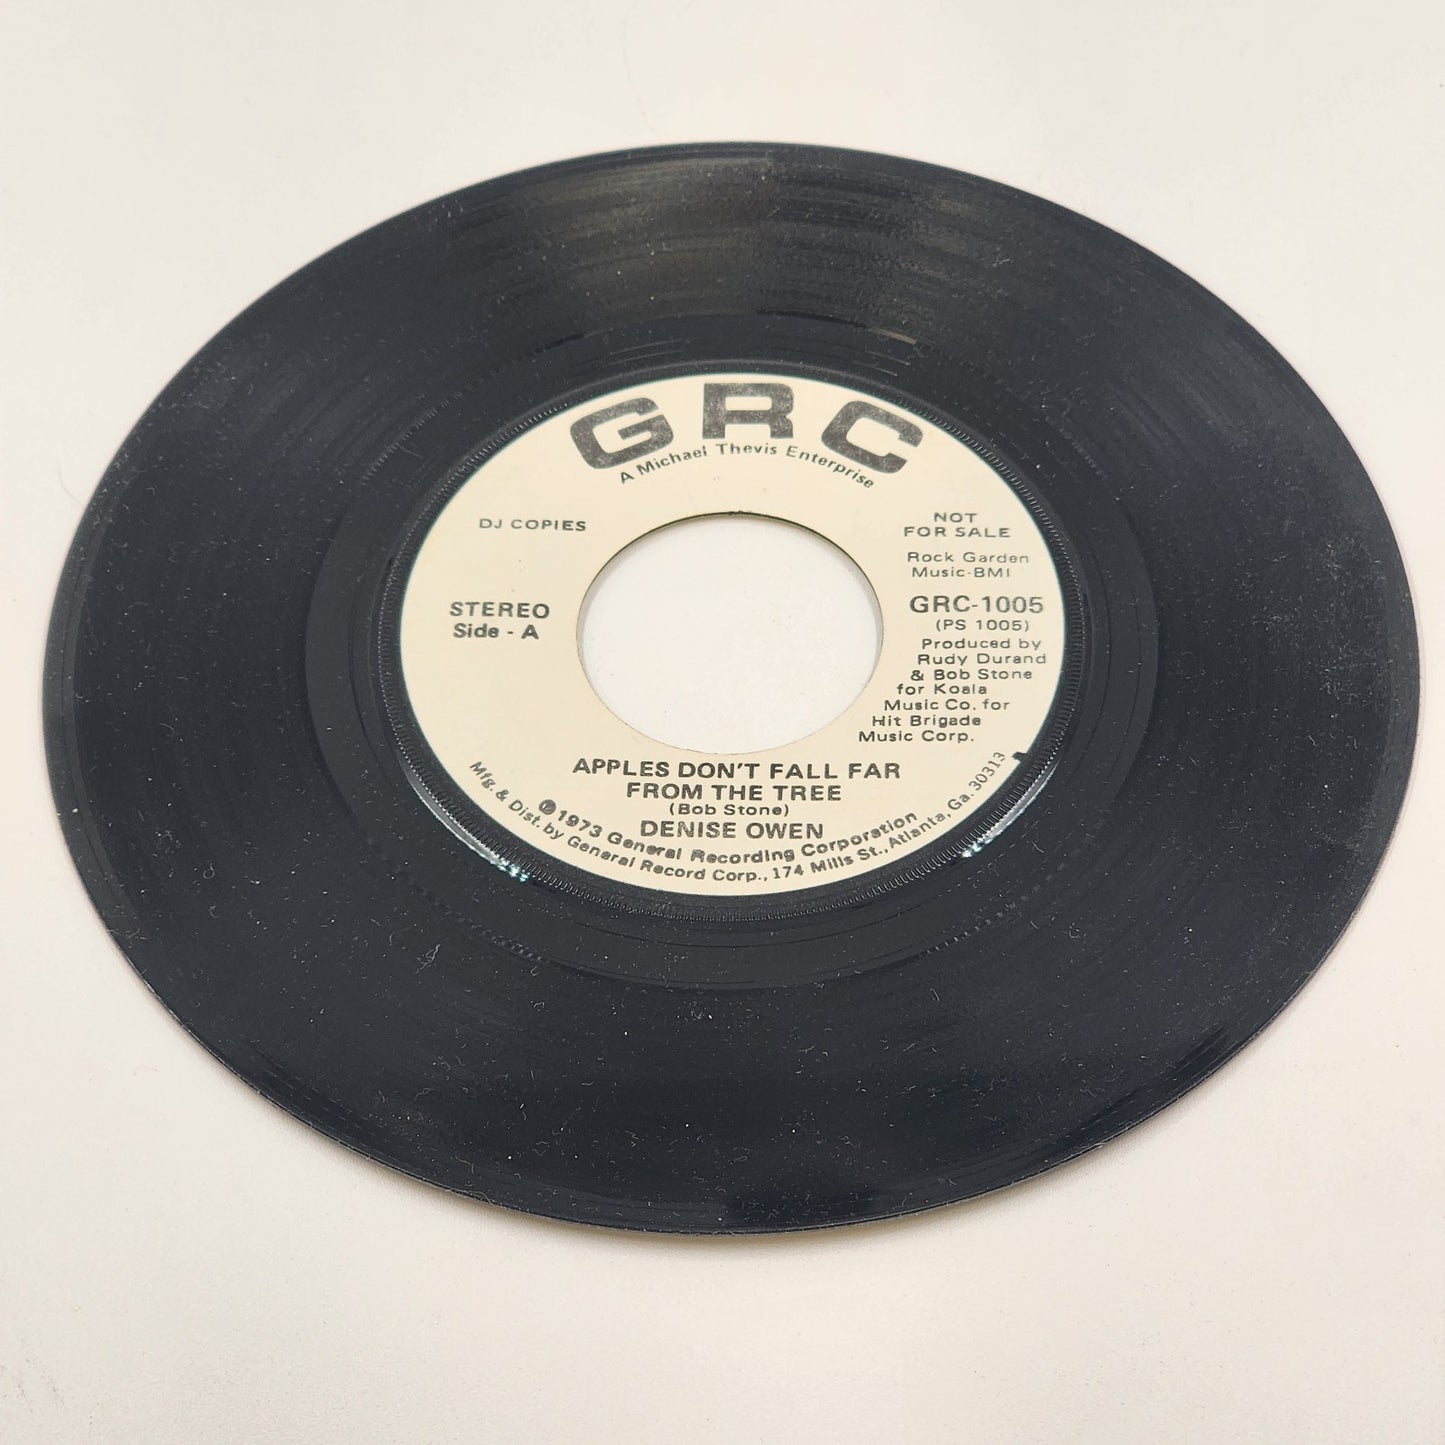 GRC
A Michael Thevis Enterprise
DJ COPIES
NOT
FOR SALE
Rock Garden
Music-BMI
STEREO
Side - A
GRC-1005
(PS 1005)
Produced by
Rudy Durand
& Bob Stone
for Koala
Music Co. for
Hit Brigade
Music Corp.
APPLES DON'T FALL FAR
FROM THE TREE
(Bob Stone)
DENISE OWEN
℗1973 General Recording Corporation
Mfg. & Dist. by General Record Corp., 174 Mills St., Atlanta, Ga. 30313